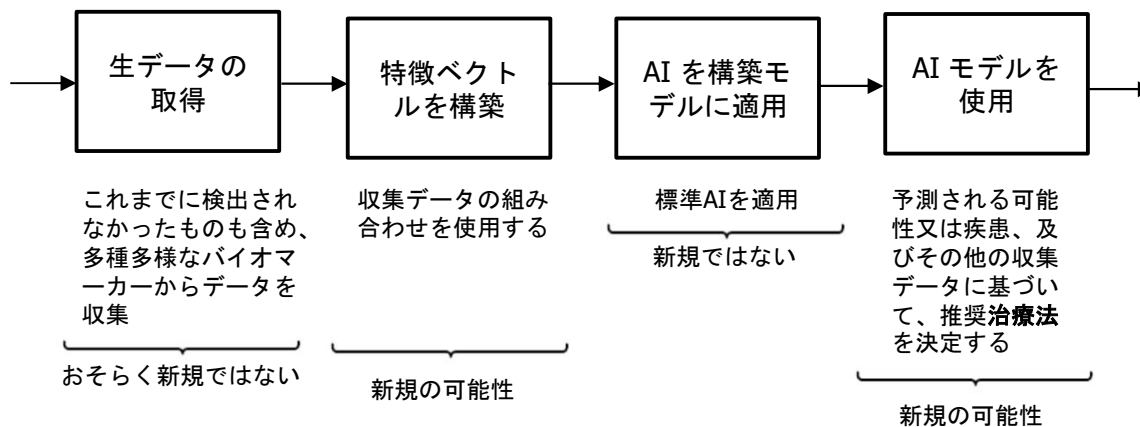 生データの
取得
特徴ベクト
ルを構築
AI を構築モ
デルに適用
AI モデルを
使用
これまでに検出され
なかったものも含め、
多種多様なバイオマ
ーカーからデータを
収集
おそらく新規ではない
収集データの組み
合わせを使用する
新規の可能性
標準AIを適用
新規ではない
予測される可能
性又は疾患、及
びその他の収集
データに基づい
て、推奨治療法
を決定する
新規の可能性